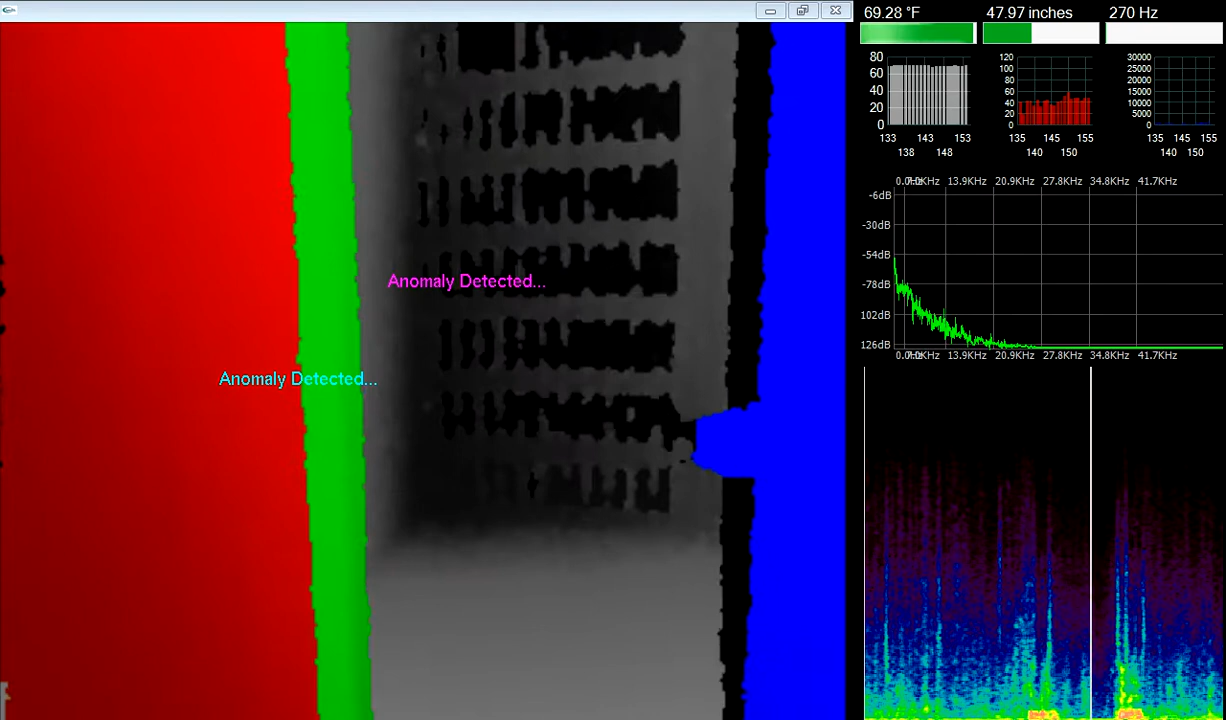 69.28 °F
47.97 inches
270 Hz
80
60
40
20
0
133 143 153
138 148
120
100
80
60
40
20
0
135 145 155
140 150
30000
25000
20000
15000
10000
5000
0
135 145 155
140 150
13.9KHz 20.9KHz 27.8KHz 34.8KHz 41.7KHz
-6dB
-30dB
-54dB
-78dB
102dB
126dB
13.9KHz 20.9KHz 27.8KHz 34.8KHz 41.7KHz
Anomaly Detected...
Anomaly Detected...